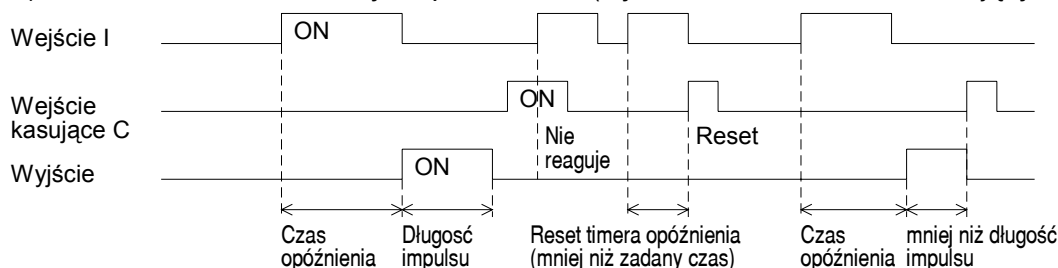 Wejście I
ON
Wejście
kasujące C
ON
Nie
reaguje
Reset
Wyjście
ON
Czas
opóźnienia
Długosć
impulsu
Reset timera opóźnienia
(mniej niż zadany czas)
Czas
opóźnienia
mniej niż długość
impulsu